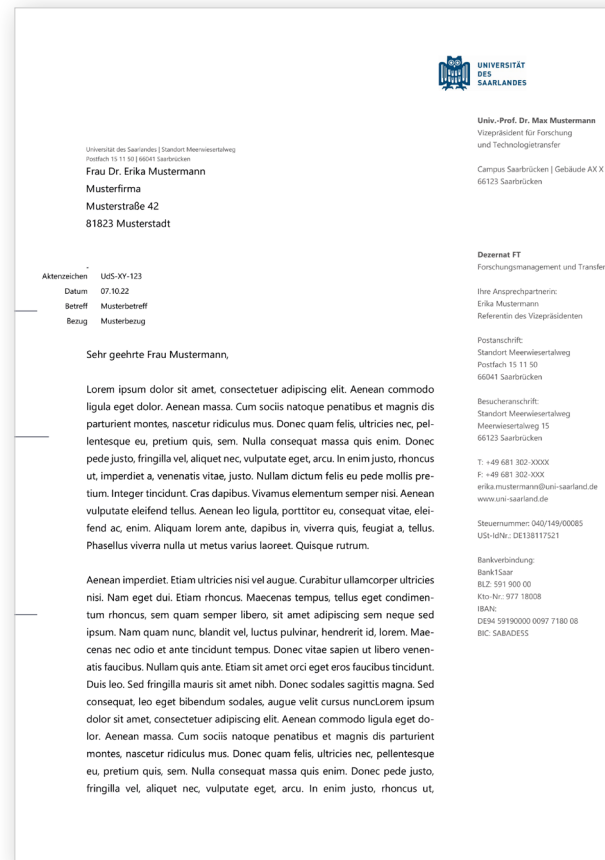 UNIVERSITÄT
DES
SAARLANDES
Univ.-Prof. Dr. Max Mustermann
Vizepräsident für Forschung
und Technologietransfer
Campus Saarbrücken | Gebäude AX X
66123 Saarbrücken
Universität des Saarlandes | Standort Meerwiesertalweg
Postfach 15 11 50 | 66041 Saarbrücken
Frau Dr. Erika Mustermann
Musterfirma
Musterstraße 42
81823 Musterstadt
-
Aktenzeichen UdS-XY-123
Datum 07.10.22
Betreff Musterbetreff
Bezug Musterbezug
Sehr geehrte Frau Mustermann,
Lorem ipsum dolor sit amet, consectetuer adipiscing elit. Aenean commodo
ligula eget dolor. Aenean massa. Cum sociis natoque penatibus et magnis dis
parturient montes, nascetur ridiculus mus. Donec quam felis, ultricies nec, pel-
lentesque eu, pretium quis, sem. Nulla consequat massa quis enim. Donec
pede justo, fringilla vel, aliquet nec, vulputate eget, arcu. In enim justo, rhoncus
ut, imperdiet a, venenatis vitae, justo. Nullam dictum felis eu pede mollis pre-
tium. Integer tincidunt. Cras dapibus. Vivamus elementum semper nisi. Aenean
vulputate eleifend tellus. Aenean leo ligula, porttitor eu, consequat vitae, elei-
fend ac, enim. Aliquam lorem ante, dapibus in, viverra quis, feugiat a, tellus.
Phasellus viverra nulla ut metus varius laoreet. Quisque rutrum.
Aenean imperdiet. Etiam ultricies nisi vel augue. Curabitur ullamcorper ultricies
nisi. Nam eget dui. Etiam rhoncus. Maecenas tempus, tellus eget condimen-
tum rhoncus, sem quam semper libero, sit amet adipiscing sem neque sed
ipsum. Nam quam nunc, blandit vel, luctus pulvinar, hendrerit id, lorem. Mae-
cenas nec odio et ante tincidunt tempus. Donec vitae sapien ut libero venen-
atis faucibus. Nullam quis ante. Etiam sit amet orci eget eros faucibus tincidunt.
Duis leo. Sed fringilla mauris sit amet nibh. Donec sodales sagittis magna. Sed
consequat, leo eget bibendum sodales, augue velit cursus nuncLorem ipsum
dolor sit amet, consectetuer adipiscing elit. Aenean commodo ligula eget do-
lor. Aenean massa. Cum sociis natoque penatibus et magnis dis parturient
montes, nascetur ridiculus mus. Donec quam felis, ultricies nec, pellentesque
eu, pretium quis, sem. Nulla consequat massa quis enim. Donec pede justo,
fringilla vel, aliquet nec, vulputate eget, arcu. In enim justo, rhoncus ut,
Dezernat FT
Forschungsmanagement und Transfer
Ihre Ansprechpartnerin:
Erika Mustermann
Referentin des Vizepräsidenten
Postanschrift:
Standort Meerwiesertalweg
Postfach 15 11 50
66041 Saarbrücken
Besucheranschrift:
Standort Meerwiesertalweg
Meerwiesertalweg 15
66123 Saarbrücken
T: +49 681 302-XXXX
F: +49 681 302-XXX
erika.mustermann@uni-saarland.de
www.uni-saarland.de
Steuernummer: 040/149/00085
USt-IdNr.: DE138117521
Bankverbindung:
Bank1Saar
BLZ: 591 900 00
Kto-Nr.: 977 18008
IBAN:
DE94 59190000 0097 7180 08
BIC: SABADE5S